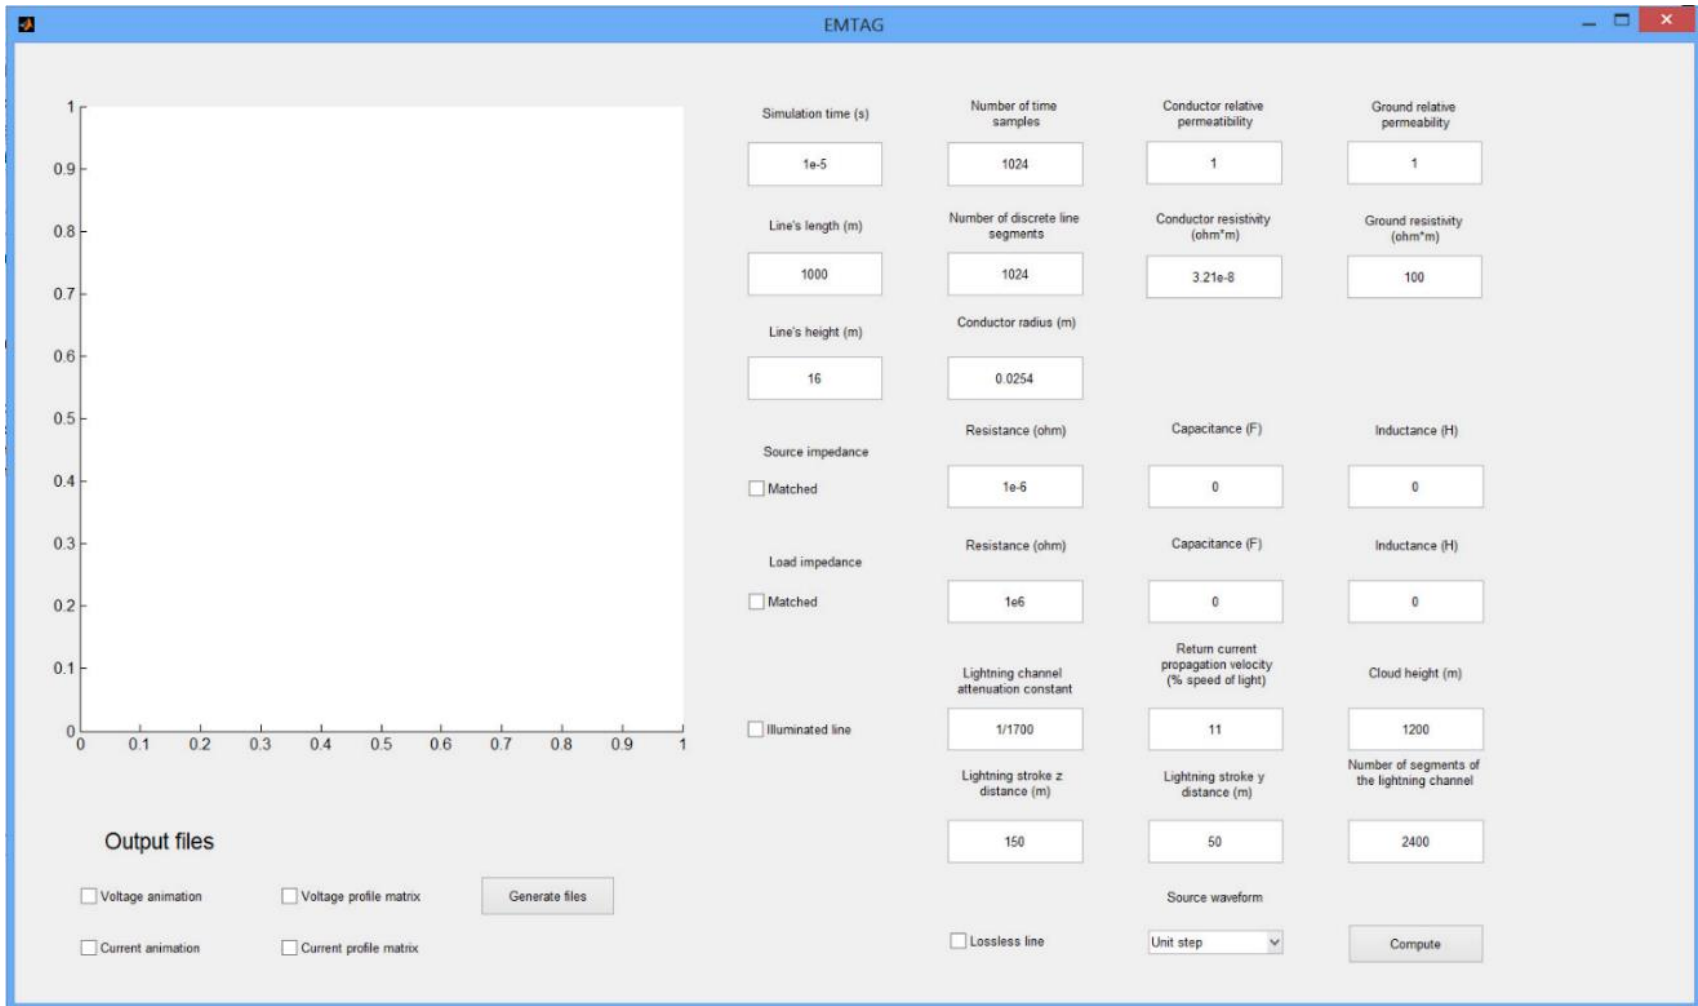 EMTAG
1
0.9
0.8
0.7
0.6
0.5
0.4
0.3
0.2
0.1
0
0 0.1 0.2 0.3 0.4 0.5 0.6 0.7 0.8 0.9 1
Simulation time (s)
1e-5
Number of time
samples
1024
Conductor relative
permeatibility
1
Ground relative
permeability
1
Line's length (m)
1000
Number of discrete line
segments
1024
Conductor resistivity
(ohm*m)
3.21e-8
Ground resistivity
(ohm*m)
100
Line's height (m)
16
Conductor radius (m)
0.0254
Source impedance
Matched
Resistance (ohm)
1e-6
Capacitance (F)
0
Inductance (H)
0
Load impedance
Matched
Resistance (ohm)
1e6
Capacitance (F)
0
Inductance (H)
0
Illuminated line
Lightning channel
attenuation constant
1/1700
Return current
propagation velocity
(% speed of light)
11
Cloud height (m)
1200
Lightning stroke z
distance (m)
150
Lightning stroke y
distance (m)
50
Number of segments of
the lightning channel
2400
Output files
Voltage animation
Voltage profile matrix
Generate files
Current animation
Current profile matrix
Lossless line
Source waveform
Unit step
Compute